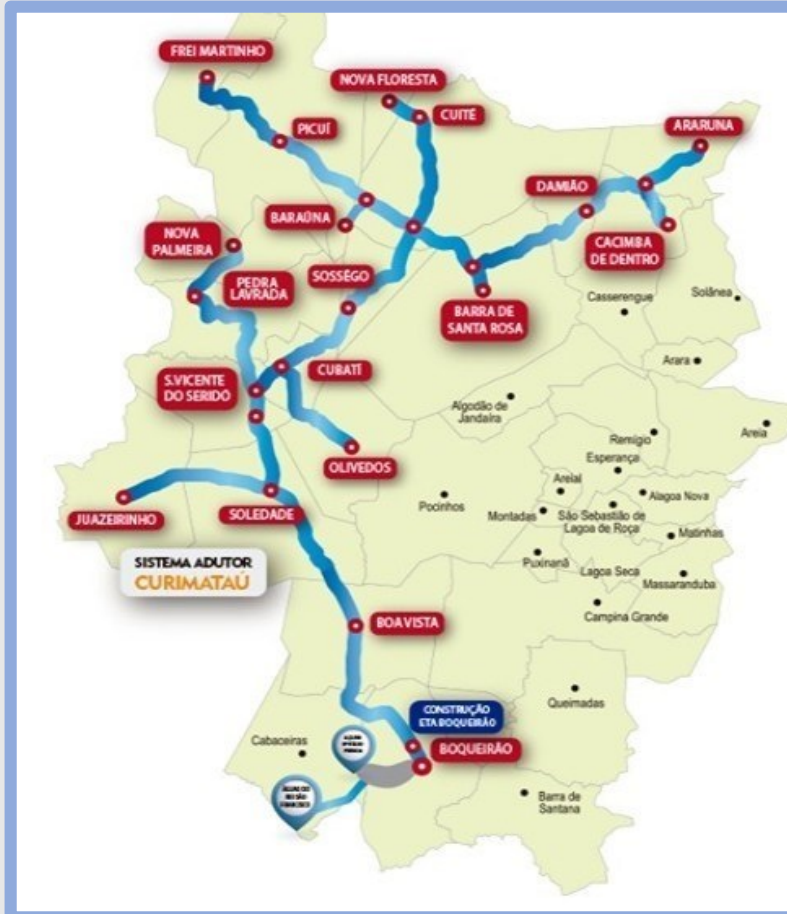 FREI MARTINHO
NOVA FLORESTA
CUITÉ
ARARUNA
PICUÍ
DAMIÃO
BARAÚNA
NOVA
PALMEIRA
CACIMBA
DE DENTRO
PEDRA
LAVRADA
SOSSÊGO
BARRA DE
SANTA ROSA
Casserengue
Solânea
Arara
S.VICENTE
DO SERIDÓ
CUBATÍ
Algodão de
Jandaíra
Areia
Remígio
OLIVEDOS
Esperança
Areial
Pocinhos
Alagoa Nova
JUAZEIRINHO
SOLEDADE
Montadas
São Sebastião de
Lagoa de Roça
Matinhas
Puxinanã
SISTEMA ADUTOR
CURIMATAÚ
Lagoa Seca
Massaranduba
Campina Grande
BOA VISTA
Queimadas
CONSTRUÇÃO
ETA BOQUEIRÃO
Cabaceiras
BOQUEIRÃO
Barra de
Santana